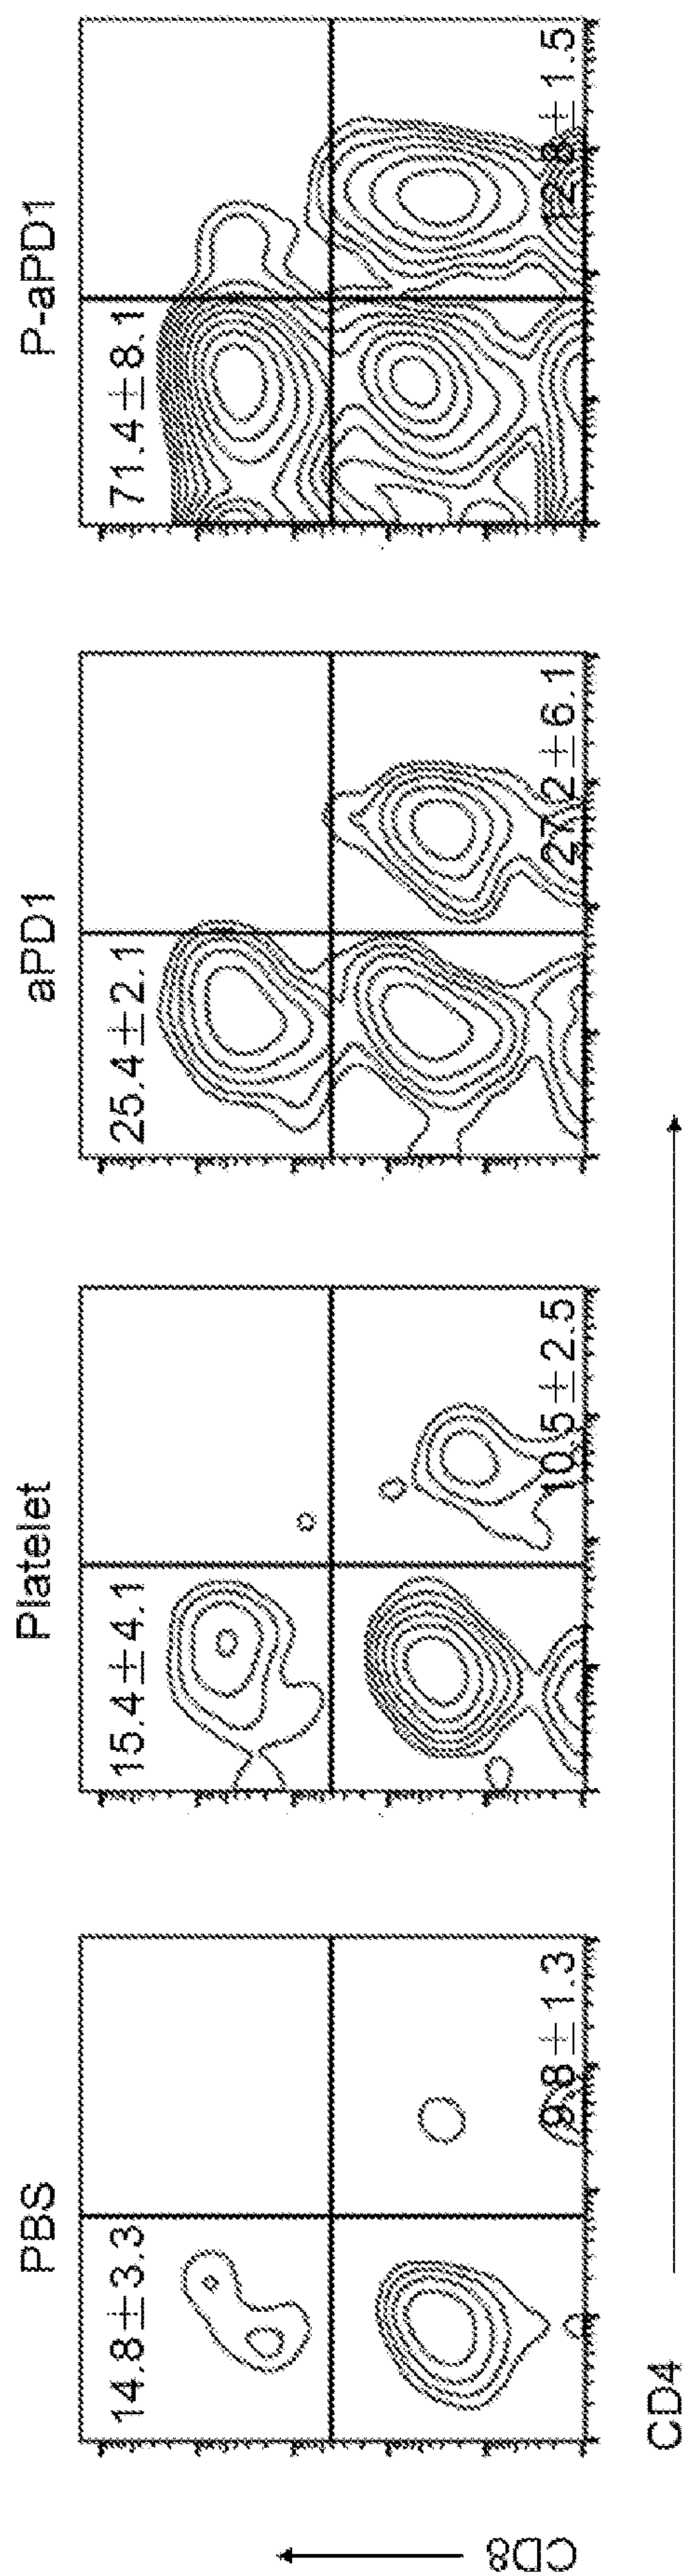 PBS
Platelet
aPD1
P-aPD1
14.8±3.3
15.4±4.1
25.4±2.1
71.4±8.1
9.8±1.3
10.5±2.5
27.2±6.1
12.8±1.5
CD8
CD4